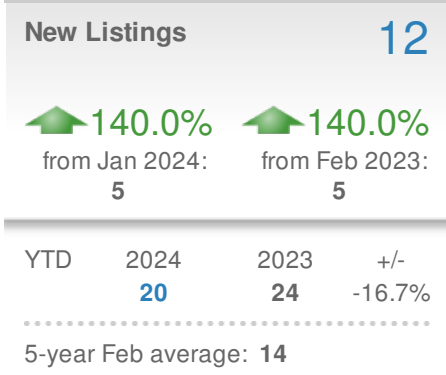 New Listings 12
140.0% 140.0%
from Jan 2024: from Feb 2023:
5 5
YTD 2024 2023 +/-
20 24 -16.7%
5-year Feb average: 14